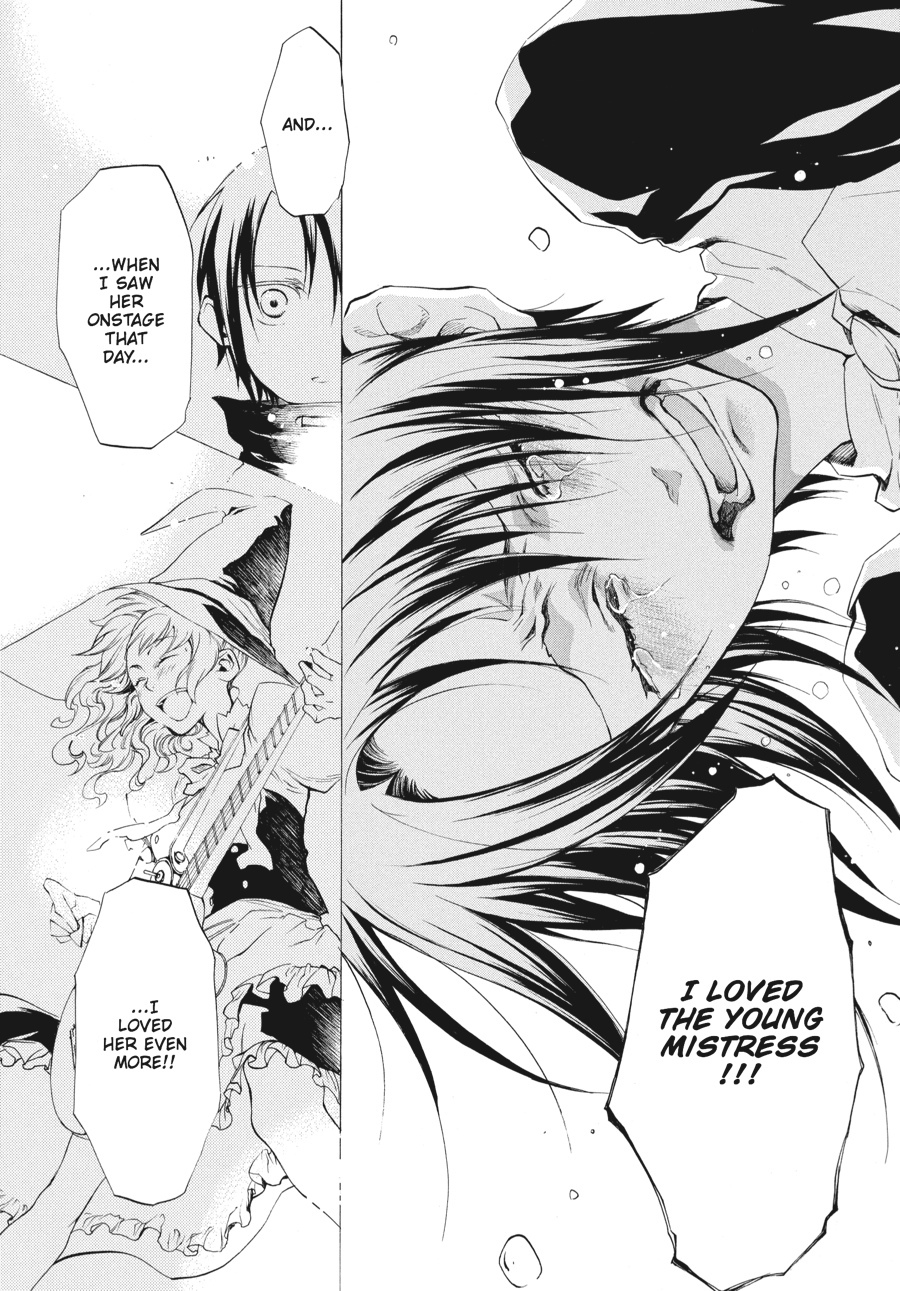 I LOVED
THE YOUNG
MISTRESS
!!!
AND...
...WHEN
I SAW
HER
ONSTAGE
THAT
DAY...
...I
LOVED
HER EVEN
MORE!!